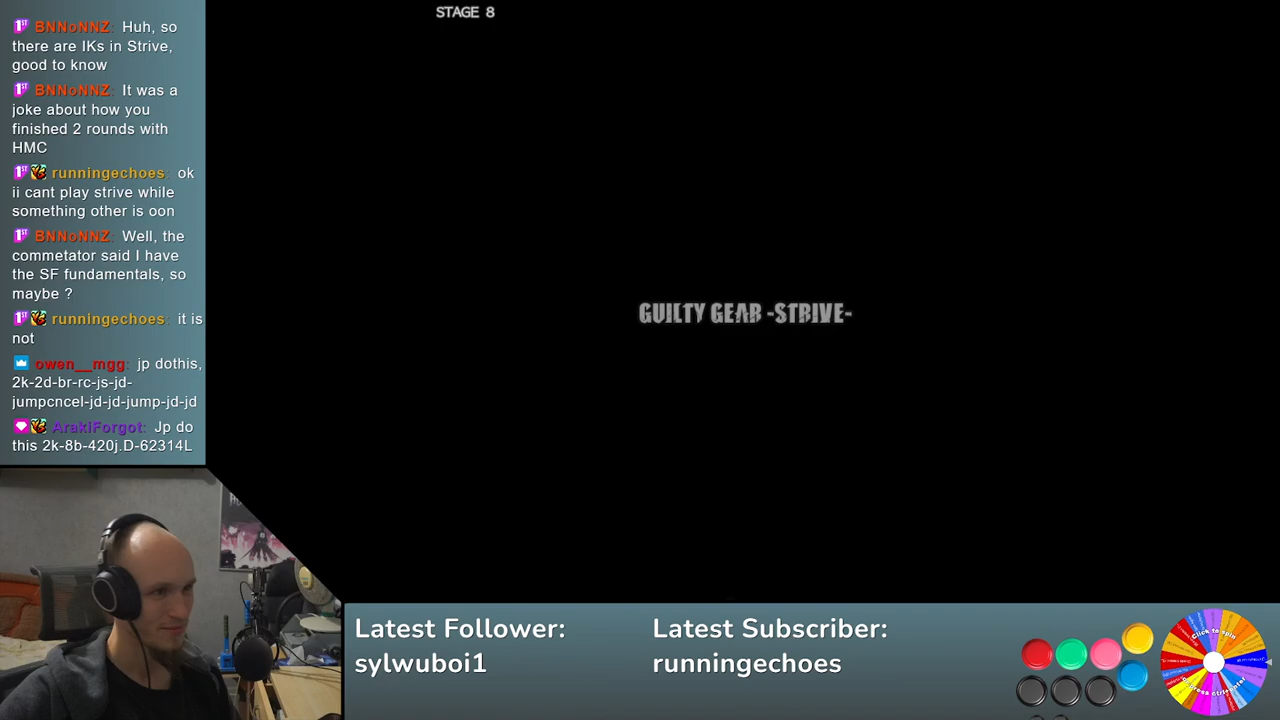 STAGE 8
BNNoNNZ: Huh, so
there are IKs in Strive,
good to know
BNNoNNZ: It was a
joke about how you
finished 2 rounds with
HMC
runningechoes: ok
ii cant play strive while
something other is oon
BNNoNNZ: Well, the
commetator said I have
the SF fundamentals, so
maybe ?
runningechoes: it is
not
owen__mgg: jp dothis,
2k-2d-br-rc-js-jd-
jumpcncel-jd-jd-jump-jd-jd
ArakiForgot: Jp do
this 2k-8b-420j.D-62314L
GUILTY GEAR -STRIVE-
Latest Follower:
sylwuboi1
Latest Subscriber:
runningechoes
Click to spin